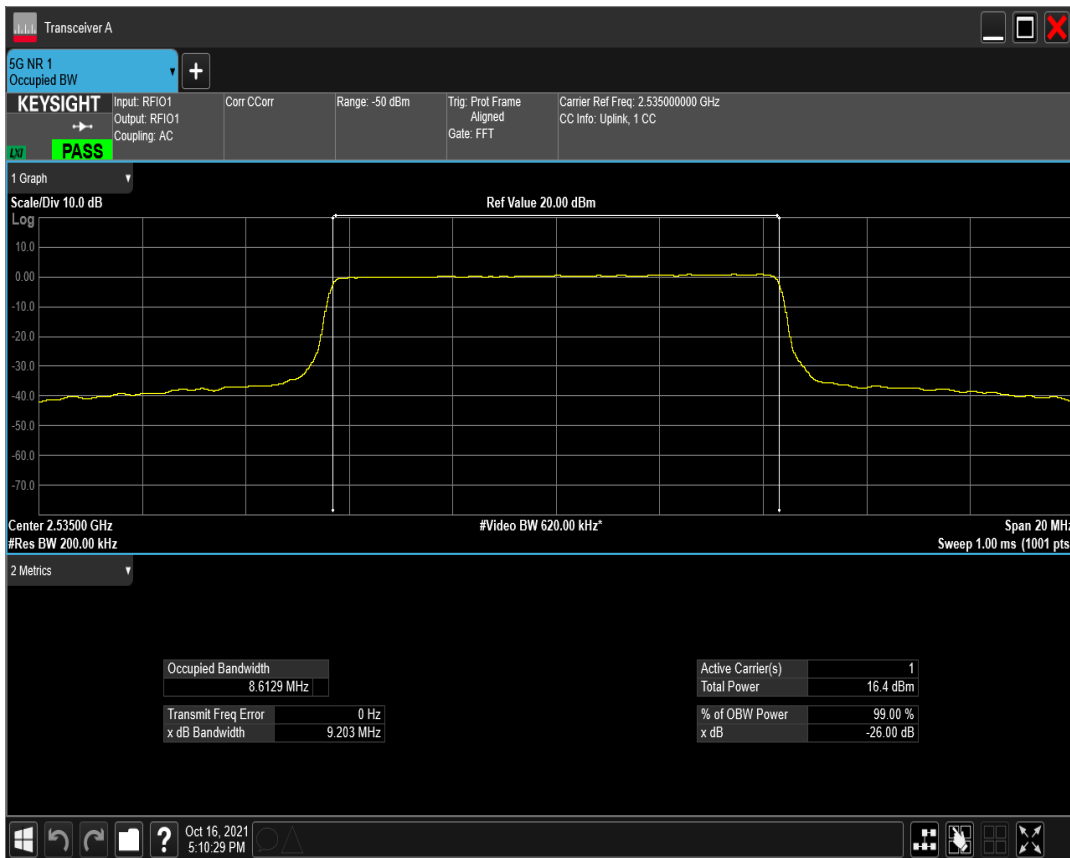 Transceiver A
5G NR 1
Occupied BW
KEYSIGHT
LXI
PASS
Input: RFIO1
Output: RFIO1
Coupling: AC
Corr CCorr
Range: -50 dBm
Trig: Prot Frame
Aligned
Gate: FFT
Carrier Ref Freq: 2.535000000 GHz
CC Info: Uplink, 1 CC
1 Graph
Scale/Div 10.0 dB
Ref Value 20.00 dBm
Log
10.0
0.00
-10.0
-20.0
-30.0
-40.0
-50.0
-60.0
-70.0
Center 2.53500 GHz
#Video BW 620.00 kHz*
Span 20 MHz
#Res BW 200.00 kHz
Sweep 1.00 ms (1001 pts
2 Metrics
Occupied Bandwidth
8.6129 MHz
Transmit Freq Error 0 Hz
x dB Bandwidth 9.203 MHz
Active Carrier(s) 1
Total Power 16.4 dBm
% of OBW Power 99.00 %
x dB -26.00 dB
?
Oct 16, 2021
5:10:29 PM